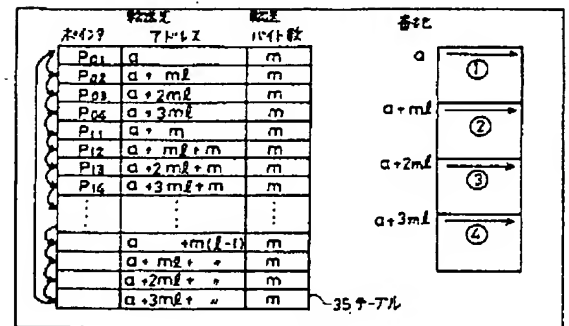 転送先 転送
ポインタ アドレス バイト数
P01 a m
P02 a + mℓ m
P03 a + 2mℓ m
P04 a + 3mℓ m
P11 a + m m
P12 a + mℓ + m m
P13 a + 2mℓ + m m
P14 a + 3mℓ + m m
⋮ ⋮ ⋮
a + m(ℓ-1) m
a + mℓ + 〃 m
a + 2mℓ + 〃 m
a + 3mℓ + 〃 m
35 テーブル
番地
a ①
a + mℓ ②
a + 2mℓ ③
a + 3mℓ ④